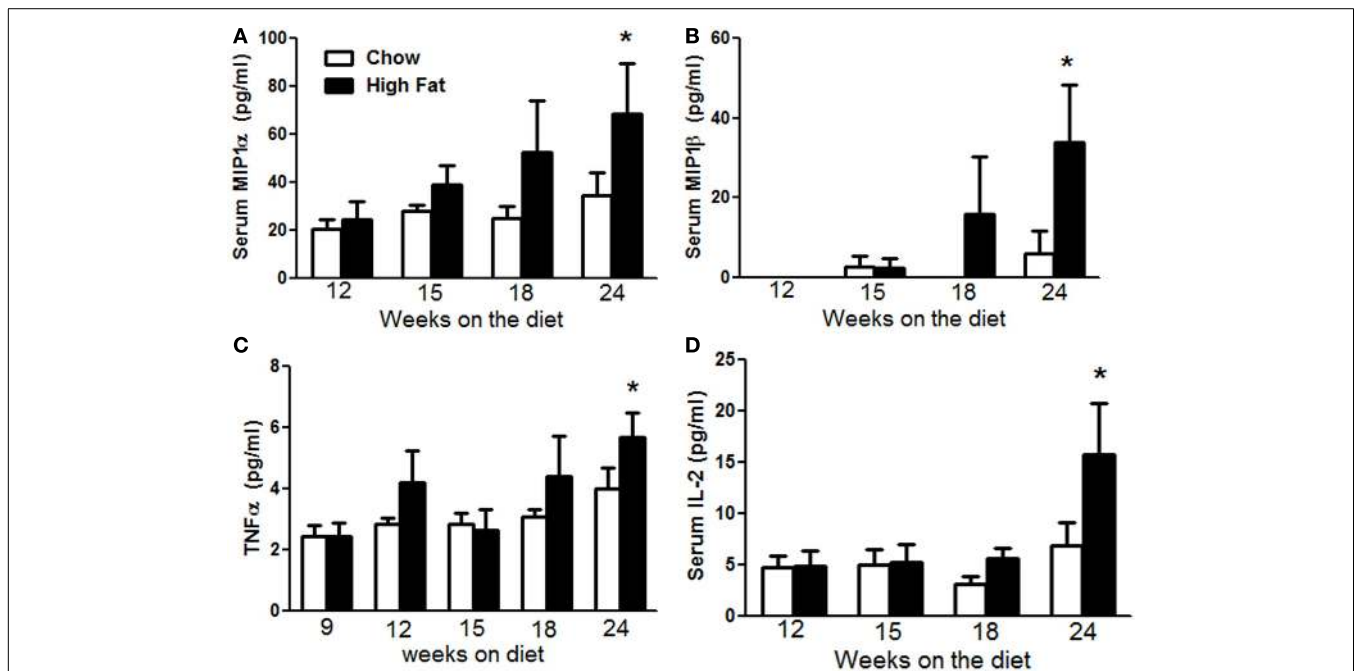 A
Serum MIP1α (pg/ml)
100
80
60
40
20
0
Chow
High Fat
*
12 15 18 24
Weeks on the diet
B
Serum MIP1β (pg/ml)
60
40
20
0
*
12 15 18 24
Weeks on the diet
C
TNFα (pg/ml)
8
6
4
2
0
*
9 12 15 18 24
weeks on diet
D
Serum IL-2 (pg/ml)
25
20
15
10
5
0
*
12 15 18 24
Weeks on the diet